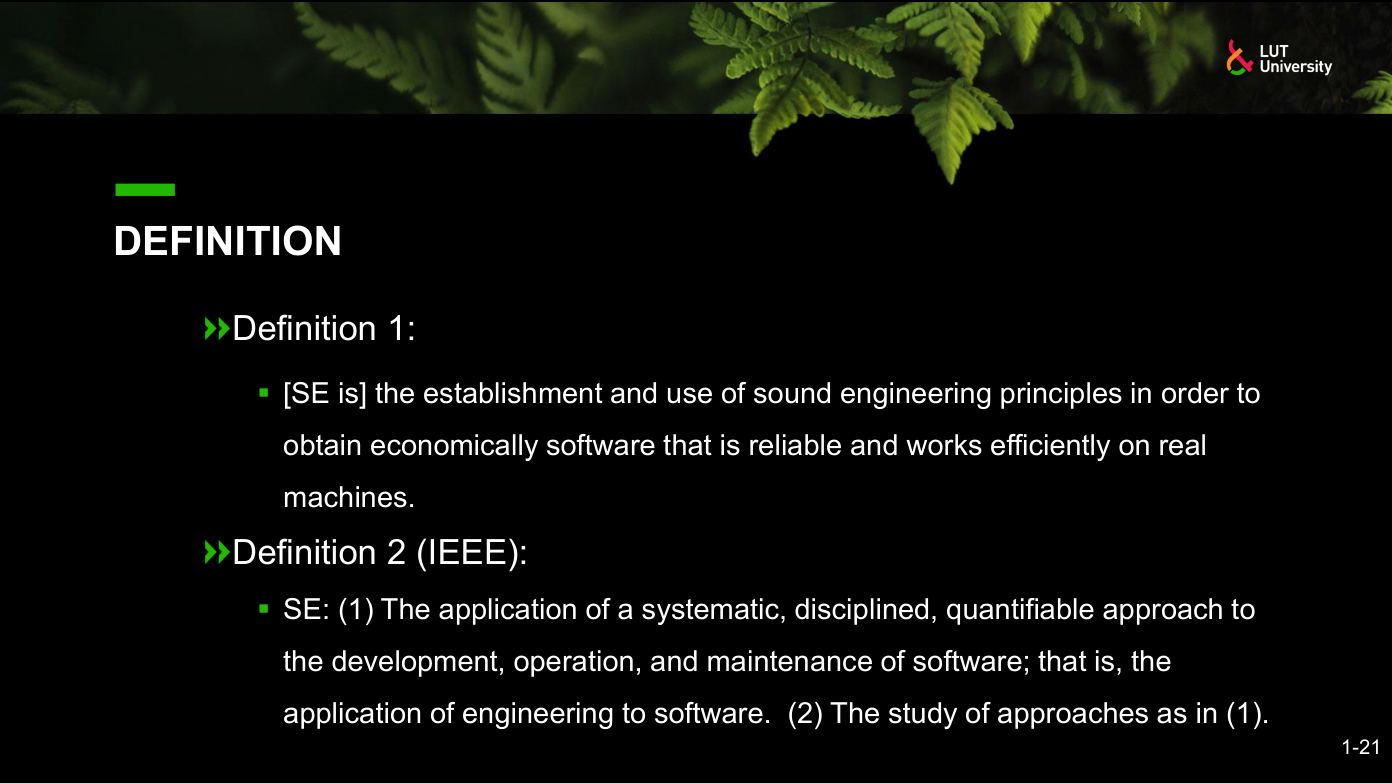 LUT
University
DEFINITION
Definition 1:
[SE is] the establishment and use of sound engineering principles in order to
obtain economically software that is reliable and works efficiently on real
machines.
Definition 2 (IEEE):
SE: (1) The application of a systematic, disciplined, quantifiable approach to
the development, operation, and maintenance of software; that is, the
application of engineering to software.  (2) The study of approaches as in (1).
1-21